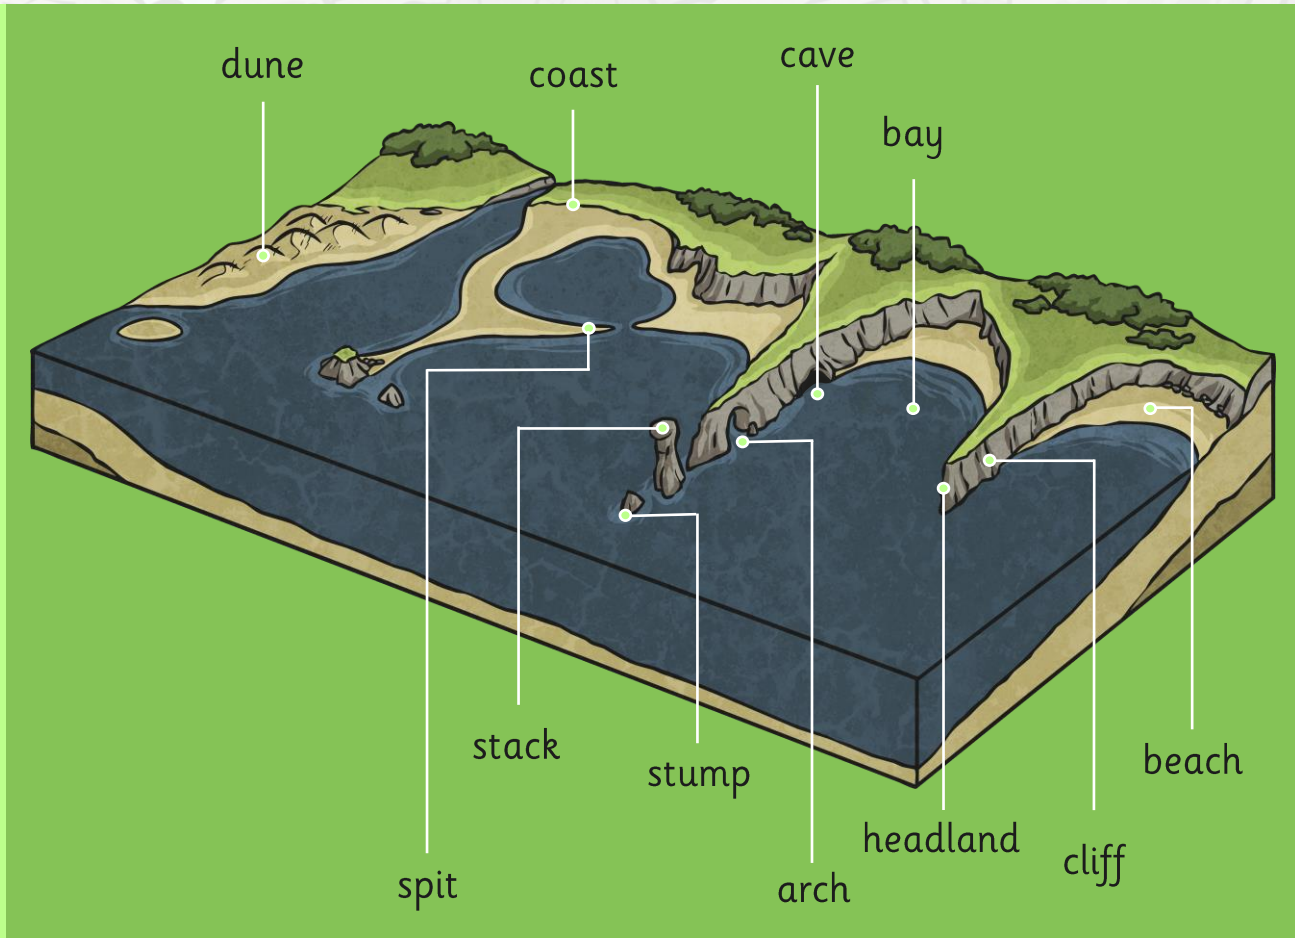 dune
coast
cave
bay
stack
stump
beach
headland
cliff
spit
arch